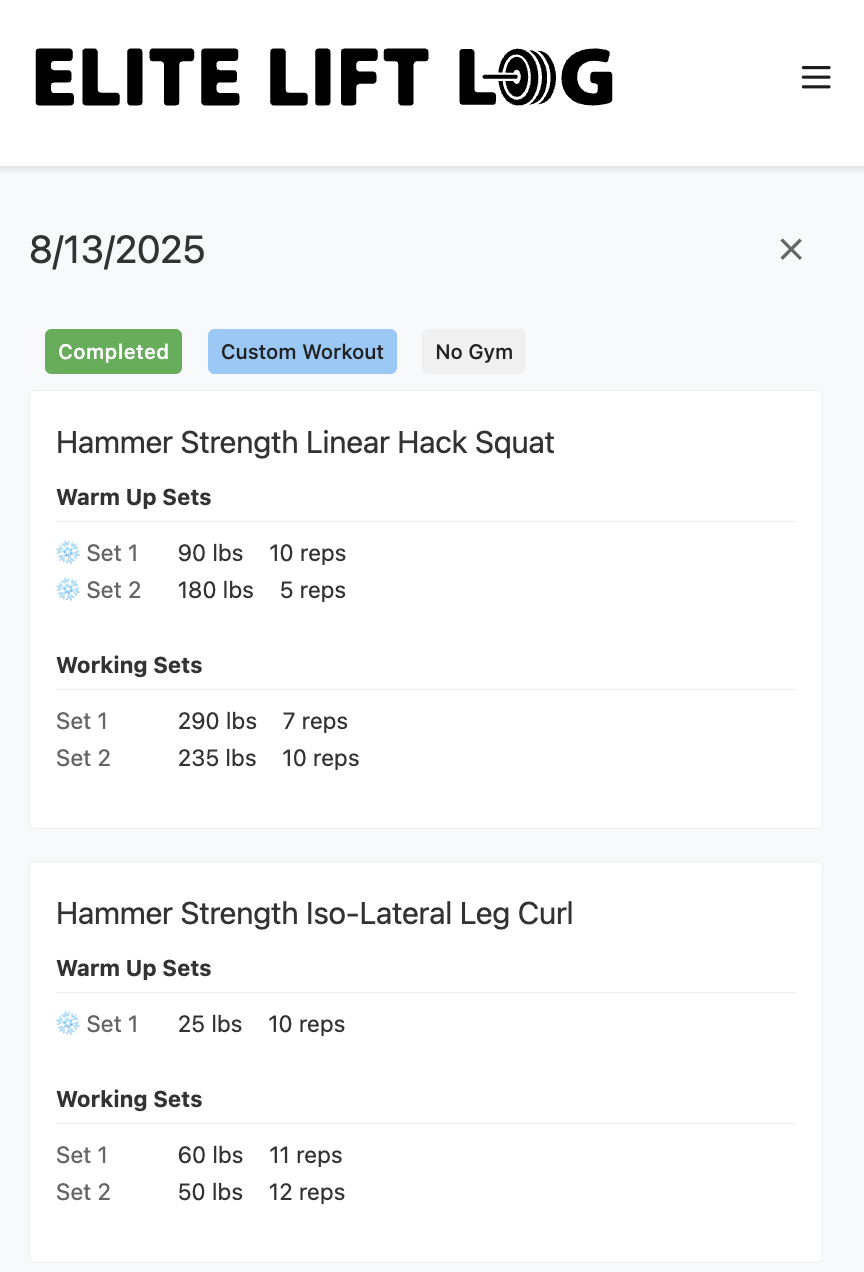 ELITE LIFT LOG
8/13/2025
Completed Custom Workout No Gym
Hammer Strength Linear Hack Squat
Warm Up Sets
Set 1 90 lbs 10 reps
Set 2 180 lbs 5 reps
Working Sets
Set 1 290 lbs 7 reps
Set 2 235 lbs 10 reps
Hammer Strength Iso-Lateral Leg Curl
Warm Up Sets
Set 1 25 lbs 10 reps
Working Sets
Set 1 60 lbs 11 reps
Set 2 50 lbs 12 reps